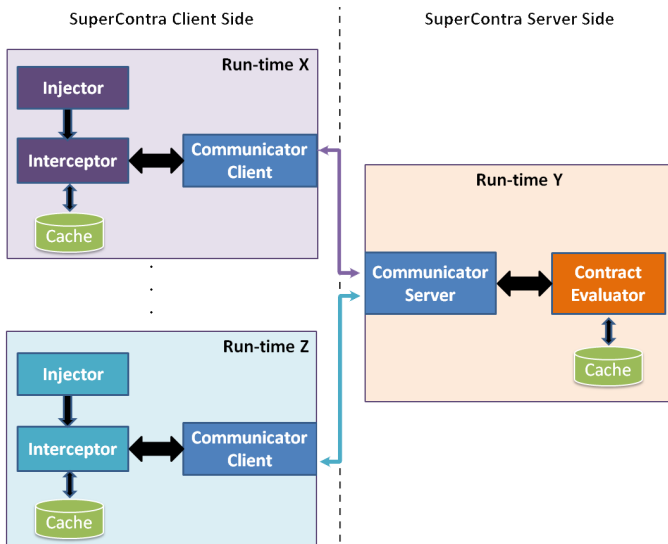 SuperContra Client Side
SuperContra Server Side
Run-time X
Injector
Interceptor
Communicator
Client
Cache
Run-time Y
Communicator
Server
Contract
Evaluator
Cache
Run-time Z
Injector
Interceptor
Communicator
Client
Cache